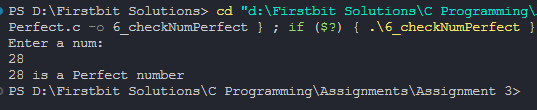 PS D:\Firstbit Solutions> cd "d:\Firstbit Solutions\C Programming\
Perfect.c -o 6_checkNumPerfect } ; if ($?) { .\6_checkNumPerfect }
Enter a num:
28
28 is a Perfect number
PS D:\Firstbit Solutions\C Programming\Assignments\Assignment 3>